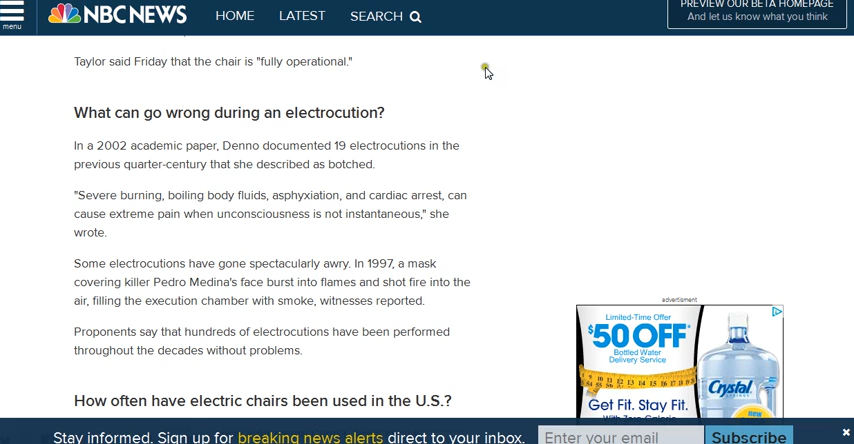 menu
NBC NEWS
HOME
LATEST
SEARCH
PREVIEW OUR BETA HOMEPAGE
And let us know what you think
Taylor said Friday that the chair is "fully operational."
What can go wrong during an electrocution?
In a 2002 academic paper, Denno documented 19 electrocutions in the
previous quarter-century that she described as botched.
"Severe burning, boiling body fluids, asphyxiation, and cardiac arrest, can
cause extreme pain when unconsciousness is not instantaneous," she
wrote.
Some electrocutions have gone spectacularly awry. In 1997, a mask
covering killer Pedro Medina's face burst into flames and shot fire into the
air, filling the execution chamber with smoke, witnesses reported.
Proponents say that hundreds of electrocutions have been performed
throughout the decades without problems.
How often have electric chairs been used in the U.S.?
advertisment
Limited-Time Offer
$50 OFF*
Bottled Water
Delivery Service
Get Fit. Stay Fit.
Crystal
new
Stay informed. Sign up for breaking news alerts direct to your inbox.
Enter your email
Subscribe